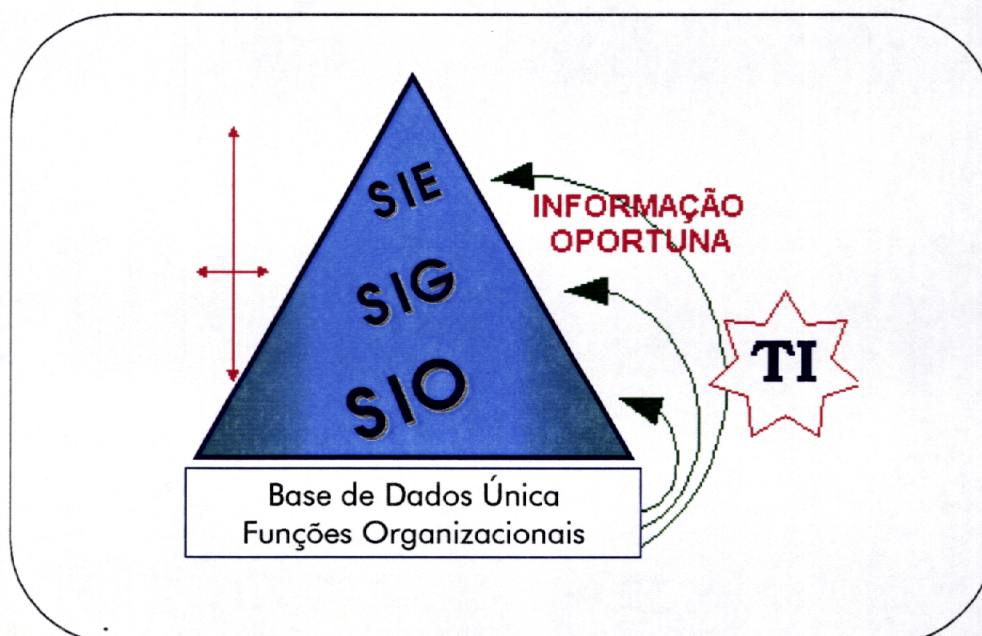 SIE
INFORMAÇÃO
OPORTUNA
SIG
TI
SIO
Base de Dados Única
Funções Organizacionais